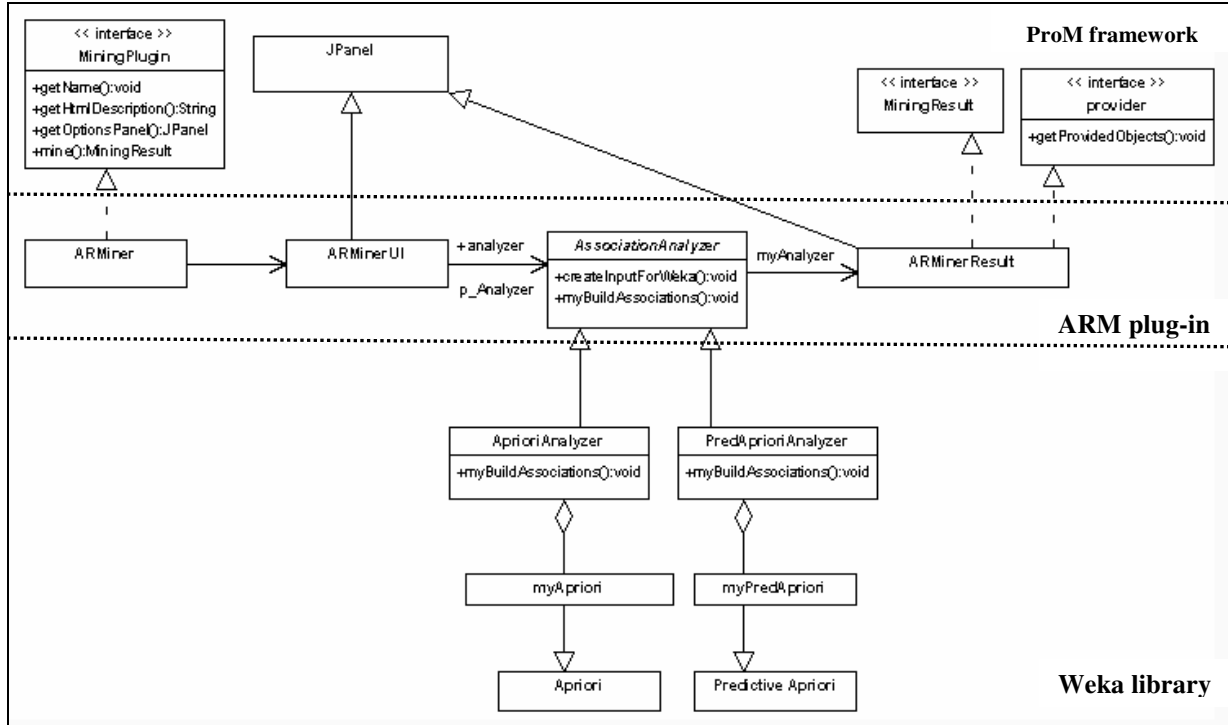 << interface >>
MiningPlugin
+getName():void
+getHtmlDescription():String
+getOptionsPanel():JPanel
+mine():MiningResult
JPanel
ProM framework
<< interface >>
MiningResult
<< interface >>
provider
+getProvidedObjects():void
ARMiner
ARMinerUI
+analyzer
p_Analyzer
AssociationAnalyzer
+createInputForWeka():void
+myBuildAssociations():void
myAnalyzer
ARMinerResult
ARM plug-in
AprioriAnalyzer
+myBuildAssociations():void
PredAprioriAnalyzer
+myBuildAssociations():void
myApriori
myPredApriori
Apriori
Predictive Apriori
Weka library